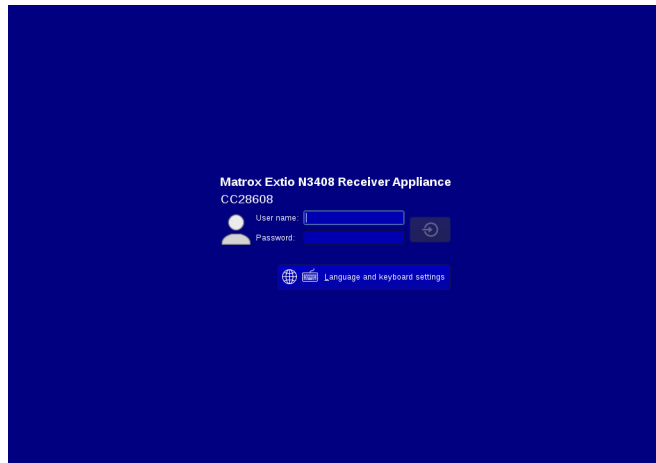 Matrox Extio N3408 Receiver Appliance
CC28608
User name:
Password:
Language and keyboard settings